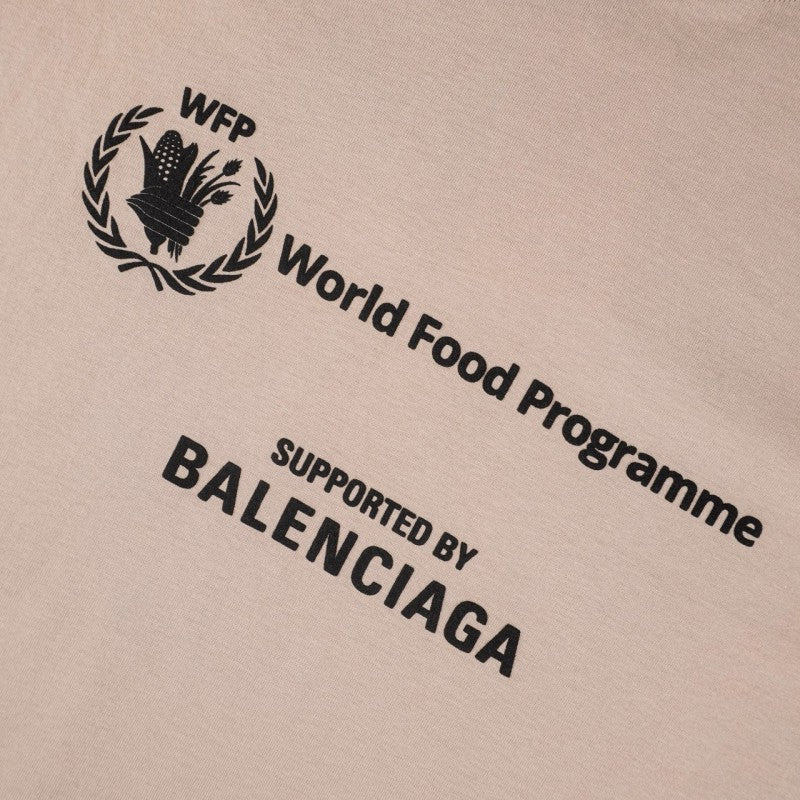 WFP
World Food Programme
SUPPORTED BY
BALENCIAGA